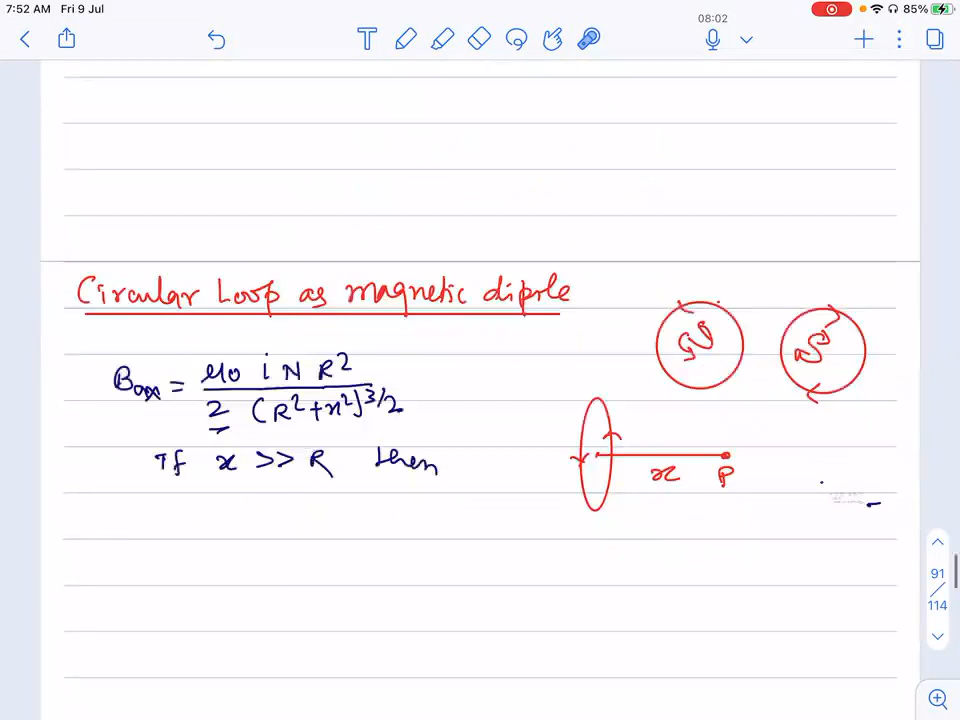 7:52 AM Fri 9 Jul
85%
08:02
T
Circular Loop as magnetic dipole
N
S
B = μ0 i N R² / 2 (R²+x²)^3/2
If x >> R then
x P
91
/
114